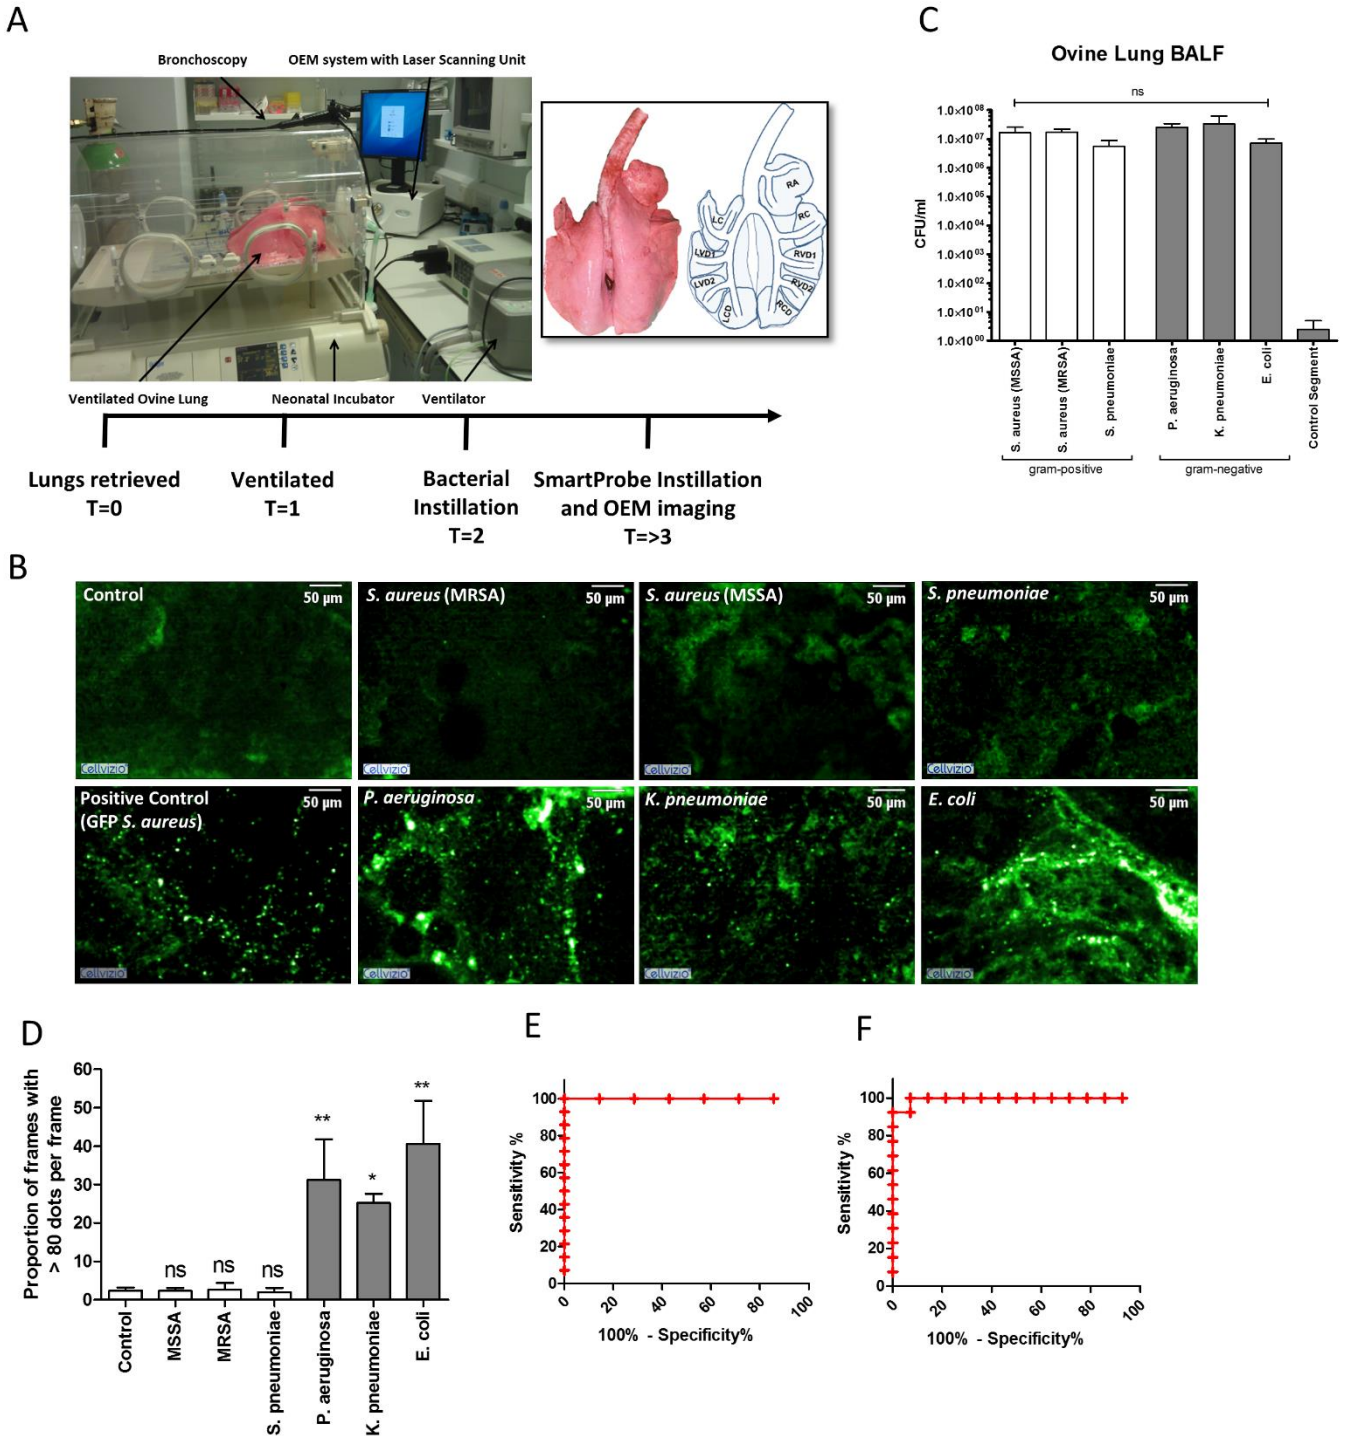 A
Bronchoscopy
OEM system with Laser Scanning Unit
RA
LC
RC
LVD1
RVD1
LVD2
RVD2
LCD
RCD
Ventilated Ovine Lung
Neonatal Incubator
Ventilator
Lungs retrieved
T=0
Ventilated
T=1
Bacterial
Instillation
T=2
SmartProbe Instillation
and OEM imaging
T=>3
C
Ovine Lung BALF
ns
CFU/ml
1.0×10⁰⁸
1.0×10⁰⁷
1.0×10⁰⁶
1.0×10⁰⁵
1.0×10⁰⁴
1.0×10⁰³
1.0×10⁰²
1.0×10⁰¹
1.0×10⁰⁰
S. aureus (MSSA)
S. aureus (MRSA)
S. pneumoniae
P. aeruginosa
K. pneumoniae
E. coli
Control Segment
gram-positive
gram-negative
B
Control
50 µm
Cellvizio
S. aureus (MRSA)
50 µm
Cellvizio
S. aureus (MSSA)
50 µm
Cellvizio
S. pneumoniae
50 µm
Cellvizio
Positive Control
(GFP S. aureus)
50 µm
Cellvizio
P. aeruginosa
50 µm
Cellvizio
K. pneumoniae
50 µm
Cellvizio
E. coli
50 µm
Cellvizio
D
Proportion of frames with
> 80 dots per frame
60
50
40
30
20
10
0
ns
ns
ns
**
*
**
Control
MSSA
MRSA
S. pneumoniae
P. aeruginosa
K. pneumoniae
E. coli
E
Sensitivity %
100
80
60
40
20
0
0
20
40
60
80
100
100% - Specificity%
F
Sensitivity %
100
80
60
40
20
0
0
20
40
60
80
100
100% - Specificity%